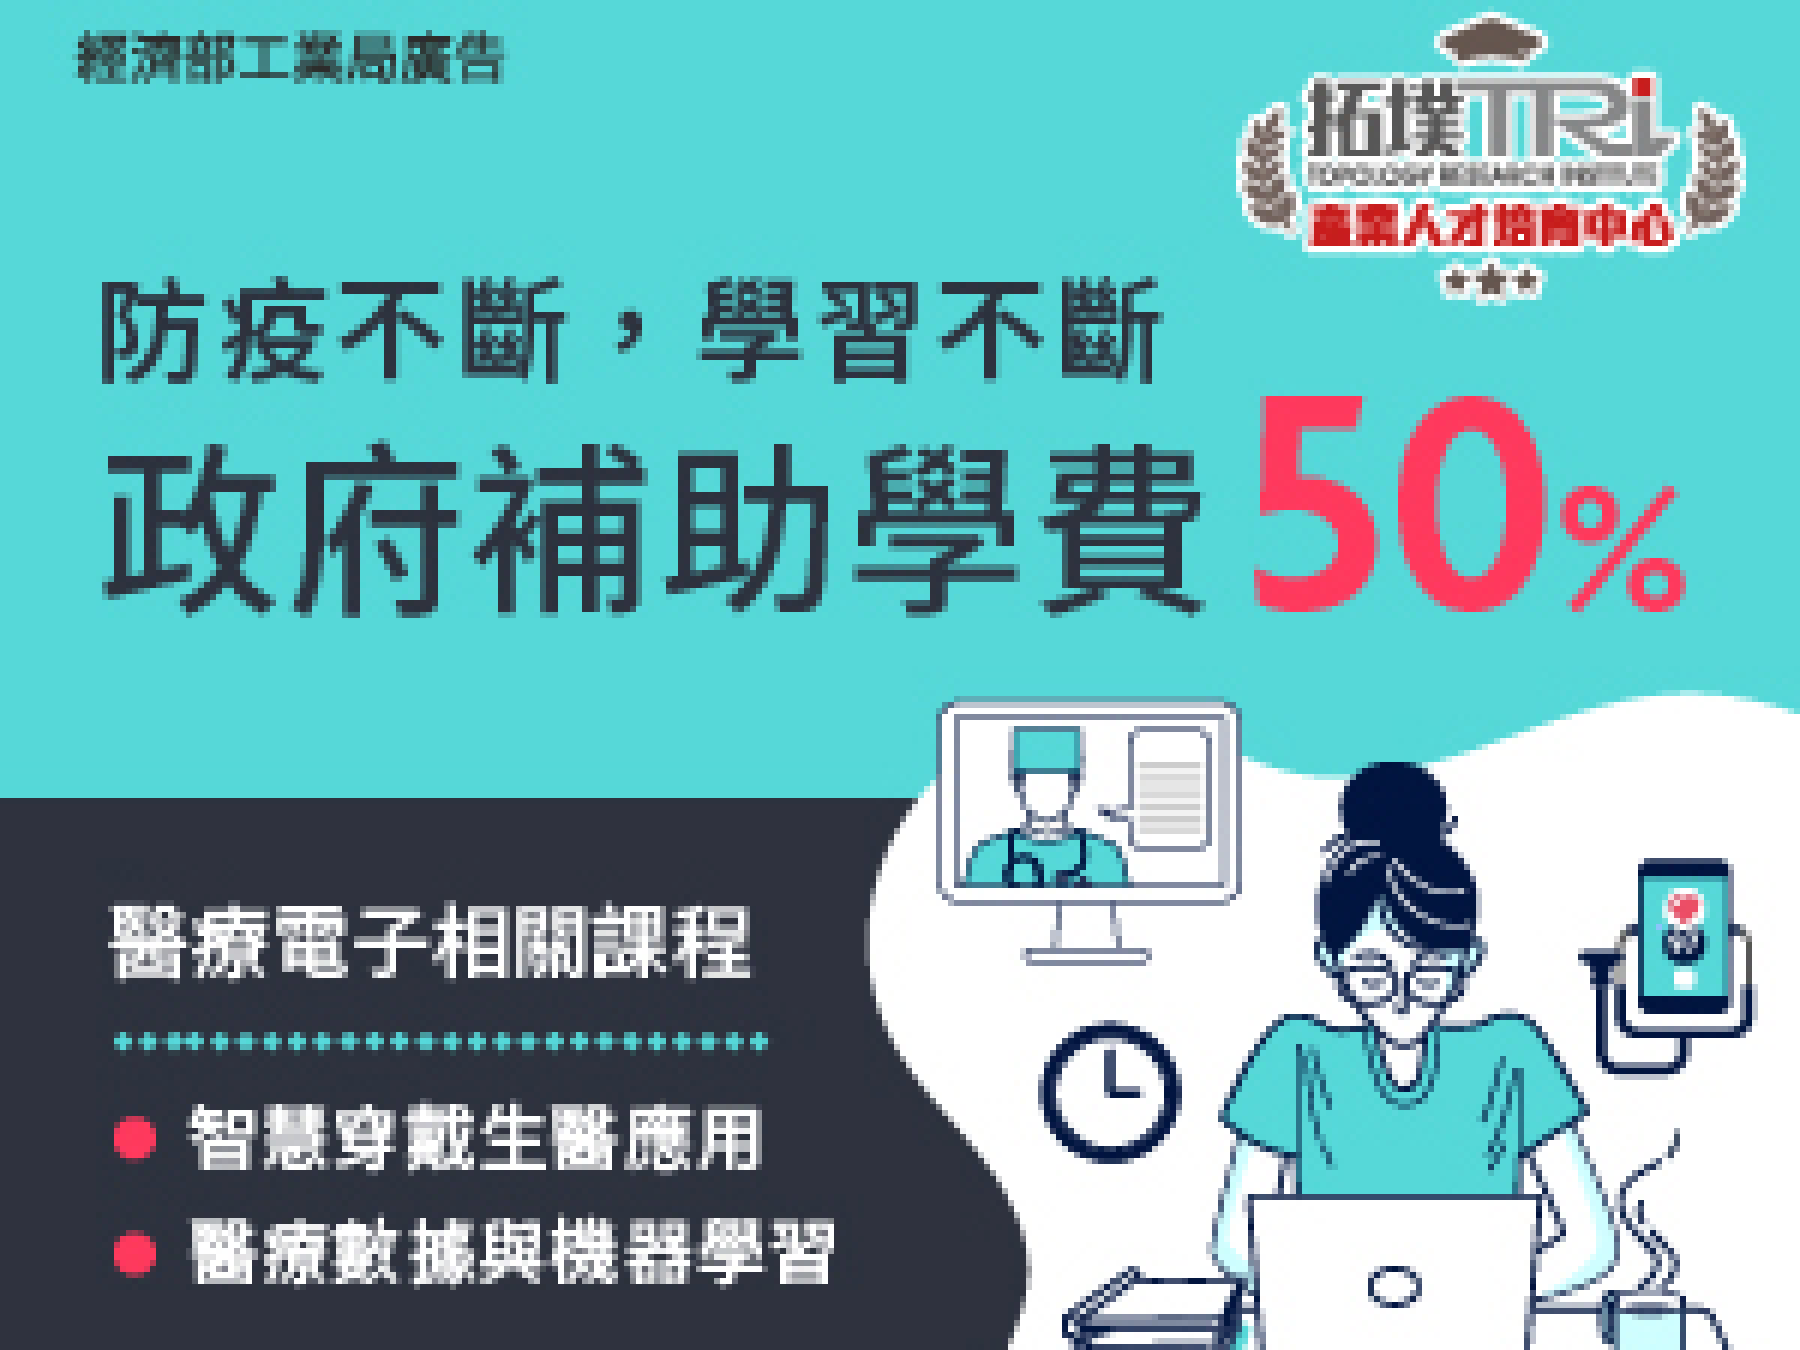 經濟部工業局廣告
拓墣TRi
TOPOLOGY RESEARCH INSTITUTE
產業人才培育中心
防疫不斷，學習不斷
政府補助學費50%
醫療電子相關課程
智慧穿戴生醫應用
醫療數據與機器學習